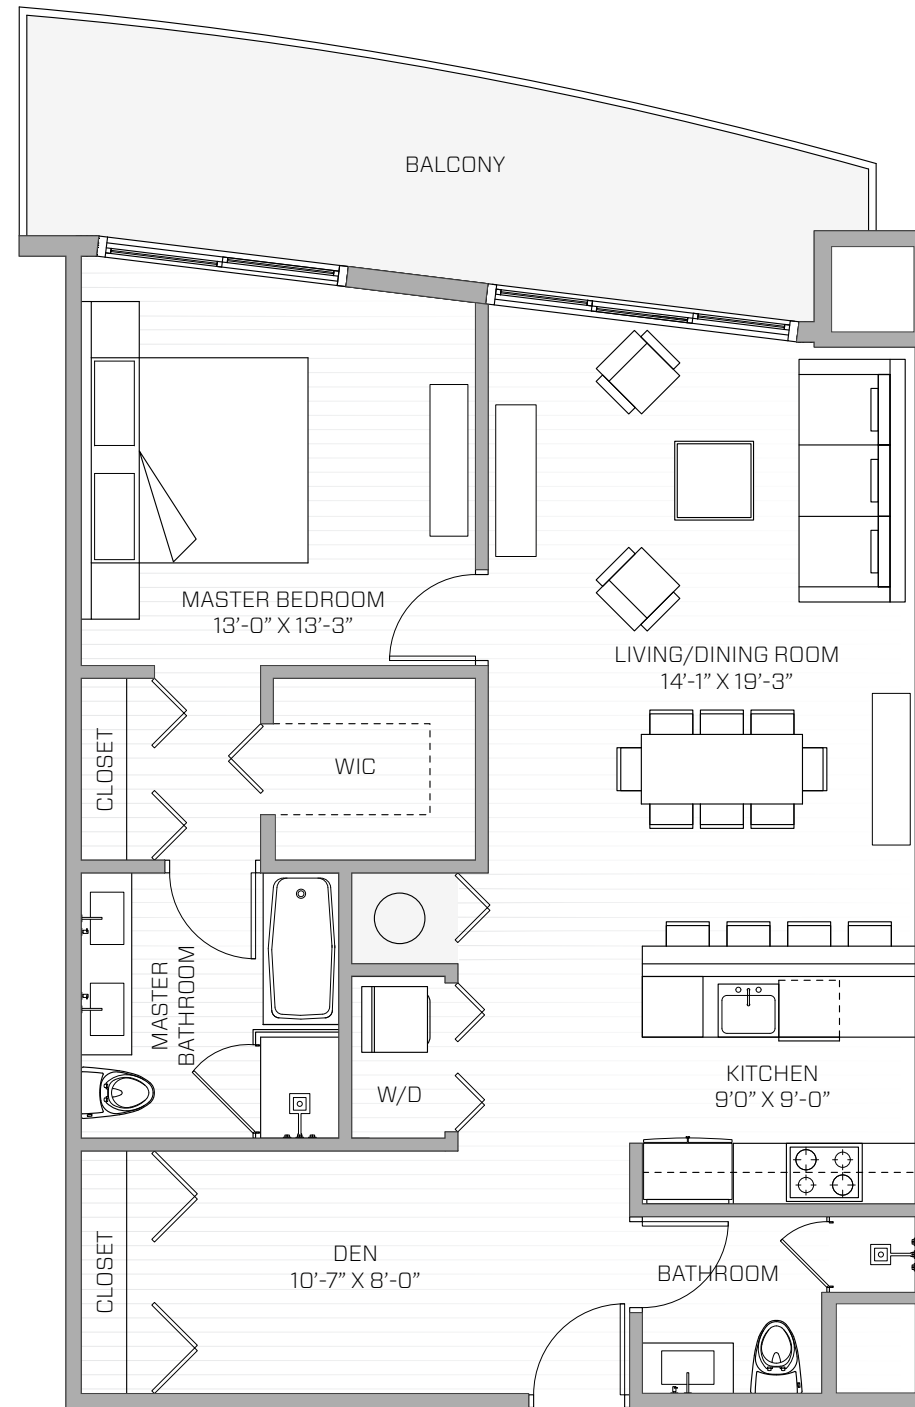 BALCONY
MASTER BEDROOM
13’-0” X 13’-3”
LIVING/DINING ROOM
14’-1” X 19’-3”
CLOSET
WIC
MASTER
BATHROOM
W/D
KITCHEN
9’0” X 9’-0”
CLOSET
DEN
10’-7” X 8’-0”
BATHROOM